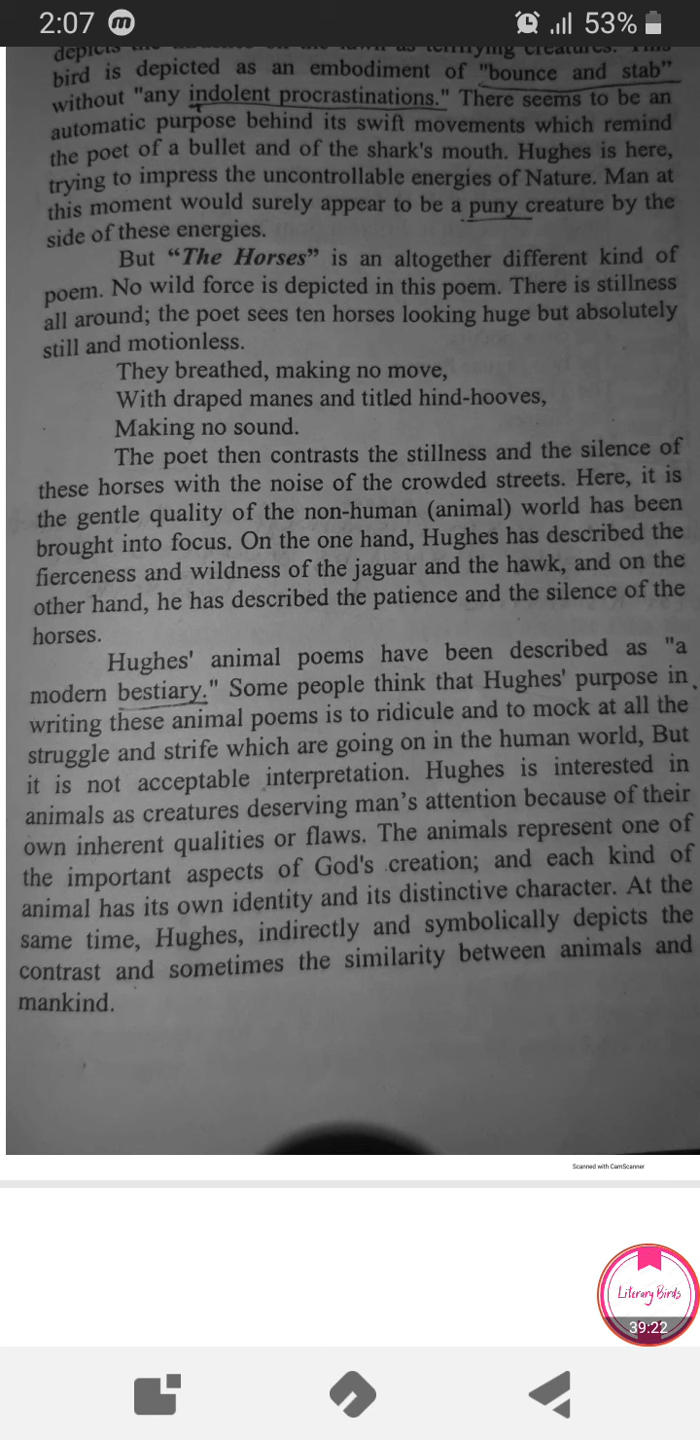 2:07 m 53%
depicts the thrushes on the lawn as terrifying creatures. This
bird is depicted as an embodiment of "bounce and stab"
without "any indolent procrastinations." There seems to be an
automatic purpose behind its swift movements which remind
the poet of a bullet and of the shark's mouth. Hughes is here,
trying to impress the uncontrollable energies of Nature. Man at
this moment would surely appear to be a puny creature by the
side of these energies.
But “The Horses” is an altogether different kind of
poem. No wild force is depicted in this poem. There is stillness
all around; the poet sees ten horses looking huge but absolutely
still and motionless.
They breathed, making no move,
With draped manes and titled hind-hooves,
Making no sound.
The poet then contrasts the stillness and the silence of
these horses with the noise of the crowded streets. Here, it is
the gentle quality of the non-human (animal) world has been
brought into focus. On the one hand, Hughes has described the
fierceness and wildness of the jaguar and the hawk, and on the
other hand, he has described the patience and the silence of the
horses.
Hughes' animal poems have been described as "a
modern bestiary." Some people think that Hughes' purpose in
writing these animal poems is to ridicule and to mock at all the
struggle and strife which are going on in the human world, But
it is not acceptable interpretation. Hughes is interested in
animals as creatures deserving man’s attention because of their
own inherent qualities or flaws. The animals represent one of
the important aspects of God's creation; and each kind of
animal has its own identity and its distinctive character. At the
same time, Hughes, indirectly and symbolically depicts the
contrast and sometimes the similarity between animals and
mankind.
Scanned with CamScanner
Literary Birds
39:22